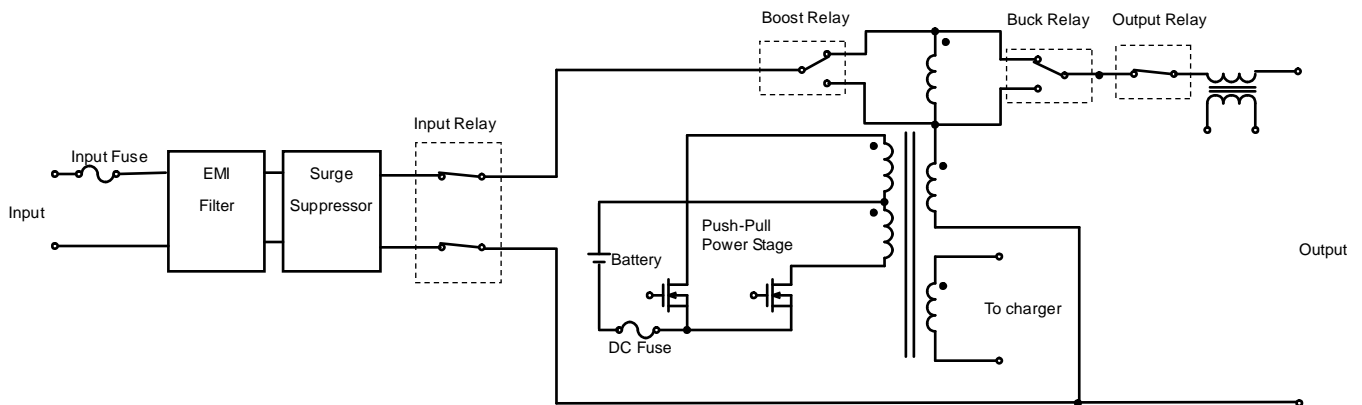 Boost Relay
Buck Relay
Output Relay
Input Relay
Input Fuse
EMI
Filter
Surge
Suppressor
Input
Push-Pull
Power Stage
Battery
Output
To charger
DC Fuse